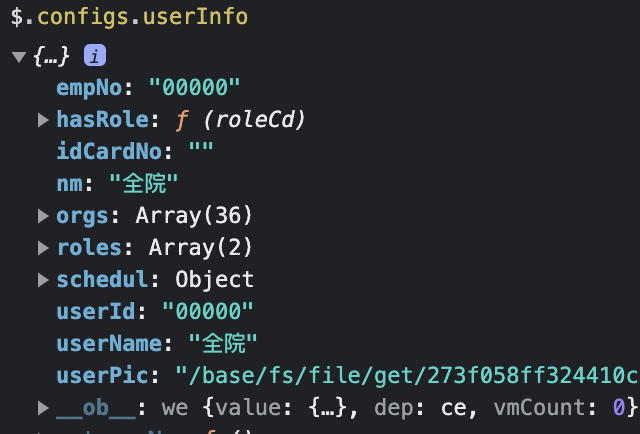 $.configs.userInfo
{…} i
empNo: "00000"
hasRole: ƒ (roleCd)
idCardNo: ""
nm: "全院"
orgs: Array(36)
roles: Array(2)
schedul: Object
userId: "00000"
userName: "全院"
userPic: "/base/fs/file/get/273f058ff324410c
__ob__: we {value: {…}, dep: ce, vmCount: 0}